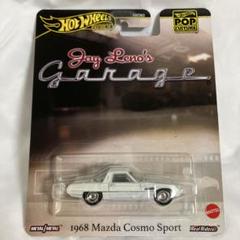 Hot Wheels
POP
CULTURE
Jay Leno's
Garage
1968 Mazda Cosmo Sport
METAL/METAL
MATTEL
Real Riders